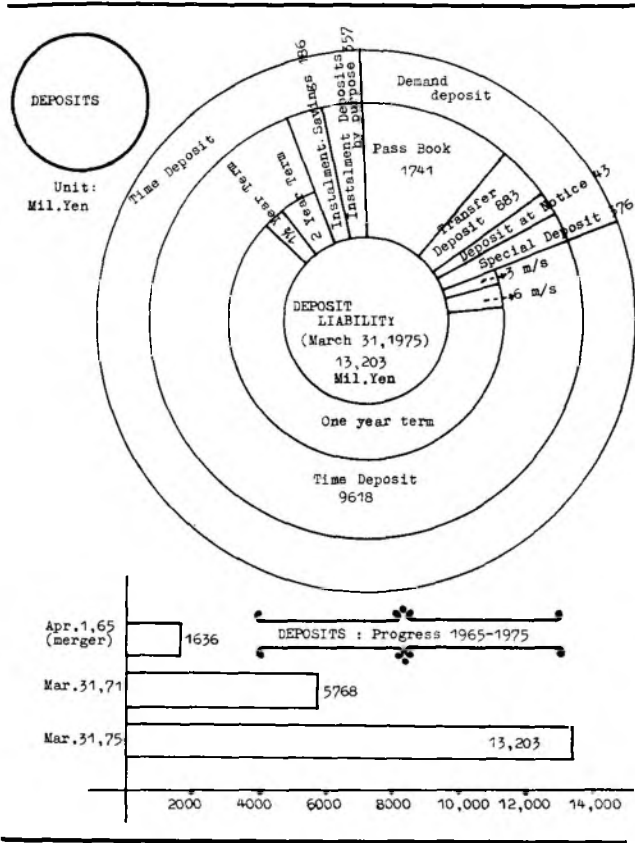 DEPOSITS
Unit:
Mil.Yen
Time Deposit
1½ Year Term
2 Year Term
Instalment Savings 186
Instalment Deposits
by purpose 357
Demand
deposit
Pass Book
1741
Transfer
Deposit 883
Deposit at Notice 43
Special Deposit 376
3 m/s
6 m/s
DEPOSIT
LIABILITY
(March 31,1975)
13,203
Mil.Yen
One year term
Time Deposit
9618
DEPOSITS : Progress 1965-1975
Apr.1,65
(merger)
1636
Mar.31,71
5768
Mar.31,75
13,203
2000 4000 6000 8000 10,000 12,000 14,000